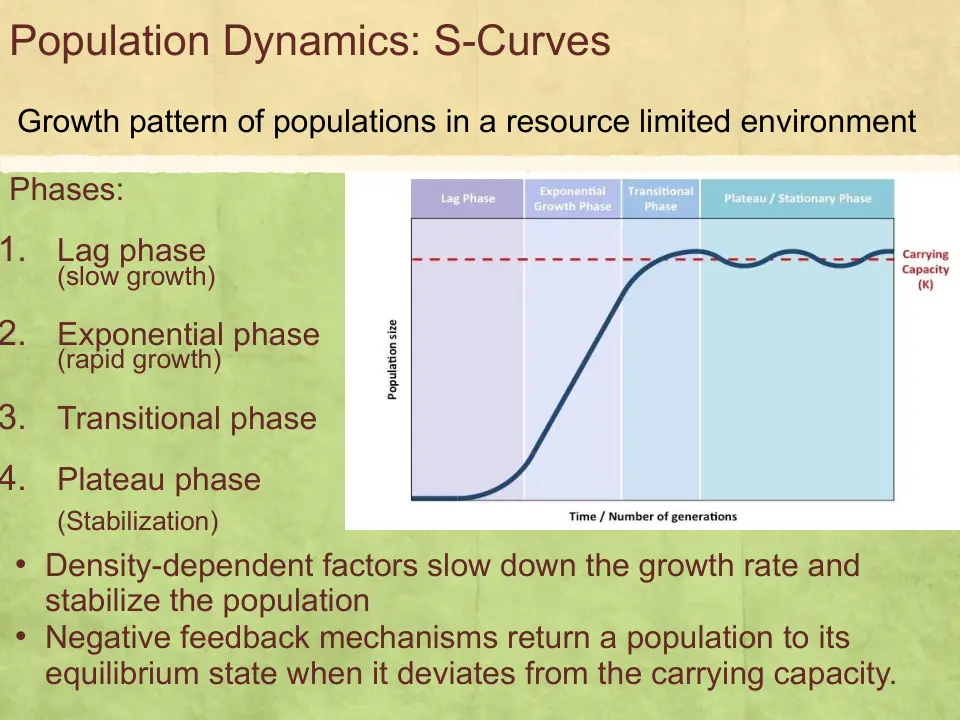 Population Dynamics: S-Curves
Growth pattern of populations in a resource limited environment
Phases:
1. Lag phase
(slow growth)
2. Exponential phase
(rapid growth)
3. Transitional phase
4. Plateau phase
(Stabilization)
Lag Phase
Exponential
Growth Phase
Transitional
Phase
Plateau / Stationary Phase
Carrying
Capacity
(K)
Population size
Time / Number of generations
• Density-dependent factors slow down the growth rate and
stabilize the population
• Negative feedback mechanisms return a population to its
equilibrium state when it deviates from the carrying capacity.